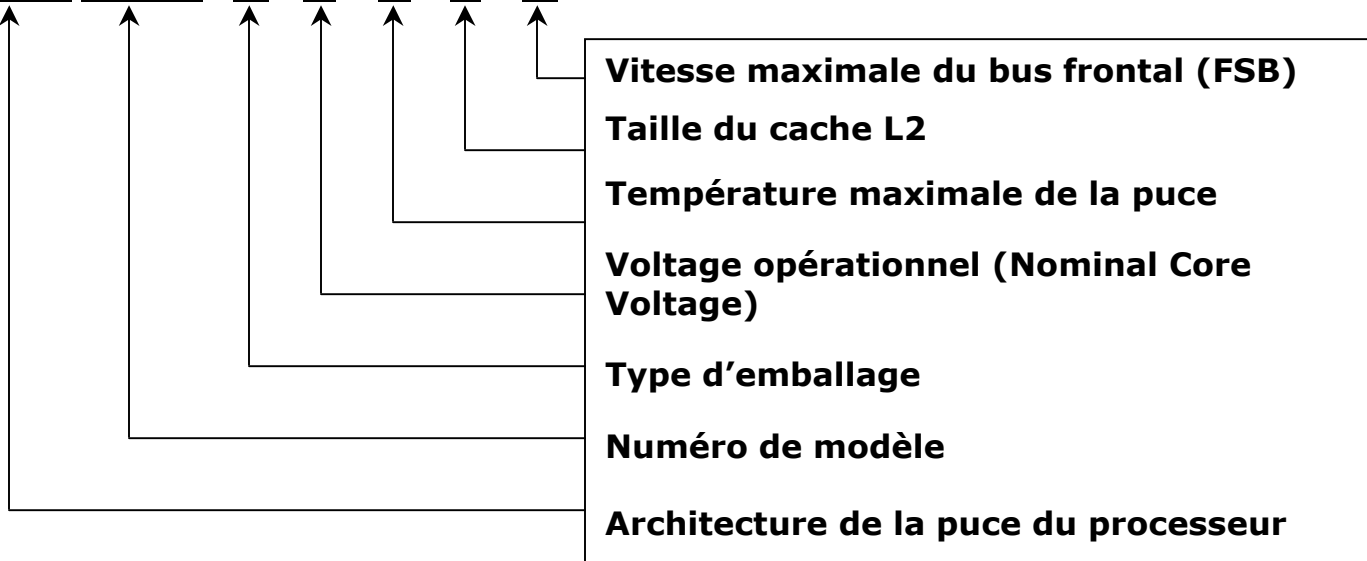 Vitesse maximale du bus frontal (FSB)
Taille du cache L2
Température maximale de la puce
Voltage opérationnel (Nominal Core
Voltage)
Type d’emballage
Numéro de modèle
Architecture de la puce du processeur